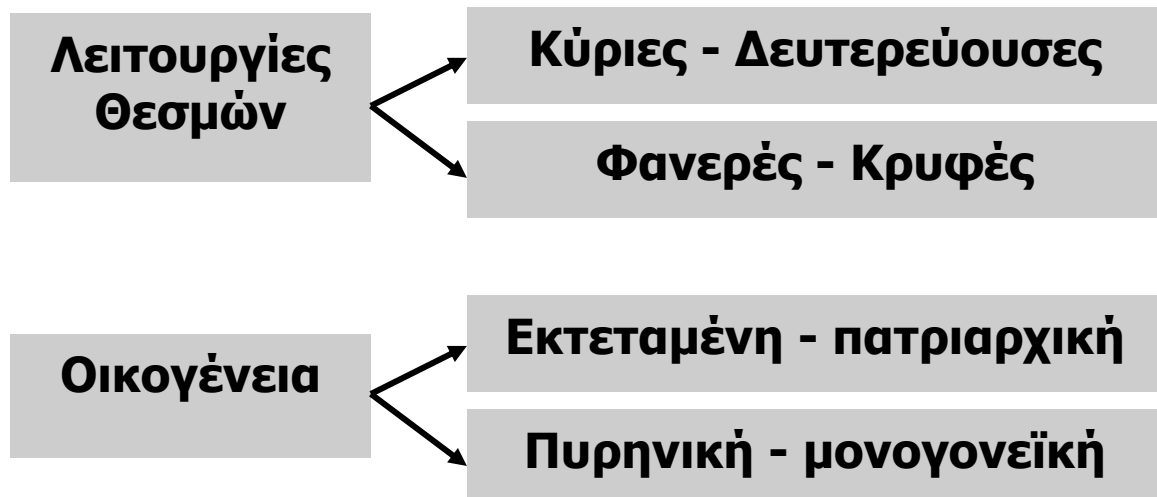 Λειτουργίες
Θεσμών
Κύριες - Δευτερεύουσες
Φανερές - Κρυφές
Οικογένεια
Εκτεταμένη - πατριαρχική
Πυρηνική - μονογονεϊκή